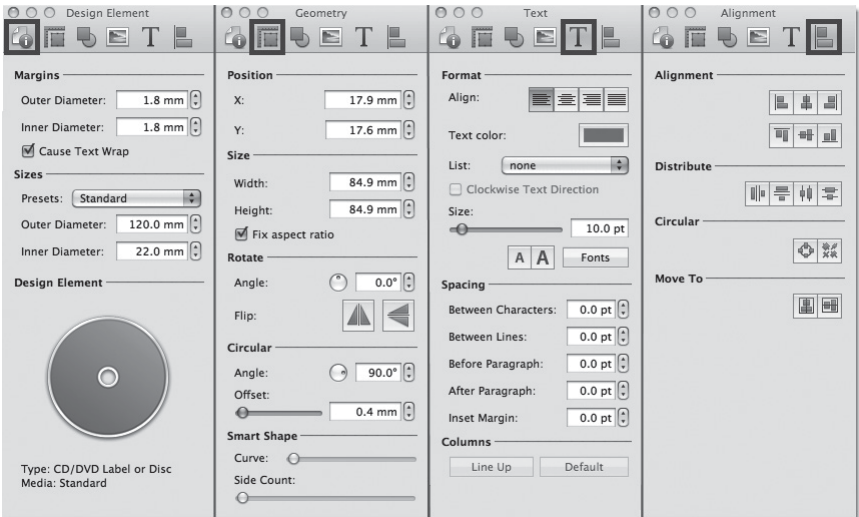 Design Element
Margins
Outer Diameter: 1.8 mm
Inner Diameter: 1.8 mm
Cause Text Wrap
Sizes
Presets: Standard
Outer Diameter: 120.0 mm
Inner Diameter: 22.0 mm
Design Element
Type: CD/DVD Label or Disc
Media: Standard
Geometry
Position
X: 17.9 mm
Y: 17.6 mm
Size
Width: 84.9 mm
Height: 84.9 mm
Fix aspect ratio
Rotate
Angle: 0.0°
Flip:
Circular
Angle: 90.0°
Offset:
0.4 mm
Smart Shape
Curve:
Side Count:
Text
T
Format
Align:
Text color:
List: none
Clockwise Text Direction
Size:
10.0 pt
A A Fonts
Spacing
Between Characters: 0.0 pt
Between Lines: 0.0 pt
Before Paragraph: 0.0 pt
After Paragraph: 0.0 pt
Inset Margin: 0.0 pt
Columns
Line Up Default
Alignment
Alignment
Distribute
Circular
Move To